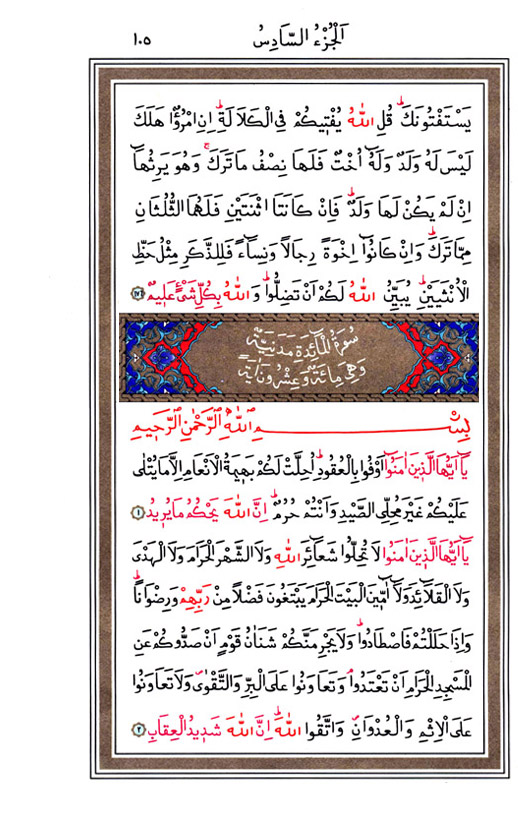 اَلْجُزْءُ السَّادِسُ
١٠٥
يَسْتَفْتُونَكَۜ قُلِ اللّٰهُ يُفْتٖيكُمْ فِي الْكَلَالَةِۜ اِنِ امْرُؤٌا هَلَكَ
لَيْسَ لَهُ وَلَدٌ وَلَهُٓ اُخْتٌ فَلَهَا نِصْفُ مَا تَرَكَۚ وَهُوَ يَرِثُهَٓا
اِنْ لَمْ يَكُنْ لَهَا وَلَدٌۜ فَاِنْ كَانَتَا اثْنَتَيْنِ فَلَهُمَا الثُّلُثَانِ
مِمَّا تَرَكَۜ وَاِنْ كَانُٓوا اِخْوَةً رِجَالًا وَنِسَٓاءً فَلِلذَّكَرِ مِثْلُ حَظِّ
الْاُنْثَيَيْنِۜ يُبَيِّنُ اللّٰهُ لَكُمْ اَنْ تَضِلُّواۜ وَاللّٰهُ بِكُلِّ شَيْءٍ عَلٖيمٌ ﴿١٧٦﴾
سُورَةُ الْمَٓائِدَةِ مَدَنِيَّةٌ
وَهِيَ مِائَةٌ وَعِشْرُونَ اٰيَةً
بِسْمِ اللّٰهِ الرَّحْمٰنِ الرَّحٖيمِ
يَٓا اَيُّهَا الَّذٖينَ اٰمَنُٓوا اَوْفُوا بِالْعُقُودِۜ اُحِلَّتْ لَكُمْ بَهٖيمَةُ الْاَنْعَامِ اِلَّا مَا يُتْلٰى
عَلَيْكُمْ غَيْرَ مُحِلِّي الصَّيْدِ وَاَنْتُمْ حُرُمٌۜ اِنَّ اللّٰهَ يَحْكُمُ مَا يُرٖيدُ ﴿١﴾
يَٓا اَيُّهَا الَّذٖينَ اٰمَنُوا لَا تُحِلُّوا شَعَٓائِرَ اللّٰهِ وَلَا الشَّهْرَ الْحَرَامَ وَلَا الْهَدْيَ
وَلَا الْقَلَٓائِدَ وَلَٓا اٰمّٖينَ الْبَيْتَ الْحَرَامَ يَبْتَغُونَ فَضْلًا مِنْ رَبِّهِمْ وَرِضْوَانًاۜ
وَاِذَا حَلَلْتُمْ فَاصْطَادُواۜ وَلَا يَجْرِمَنَّكُمْ شَنَاٰنُ قَوْمٍ اَنْ صَدُّوكُمْ عَنِ
الْمَسْجِدِ الْحَرَامِ اَنْ تَعْتَدُواۢ وَتَعَاوَنُوا عَلَى الْبِرِّ وَالتَّقْوٰىۖ وَلَا تَعَاوَنُوا
عَلَى الْاِثْمِ وَالْعُدْوَانِۖ وَاتَّقُوا اللّٰهَۜ اِنَّ اللّٰهَ شَدٖيدُ الْعِقَابِ ﴿٢﴾